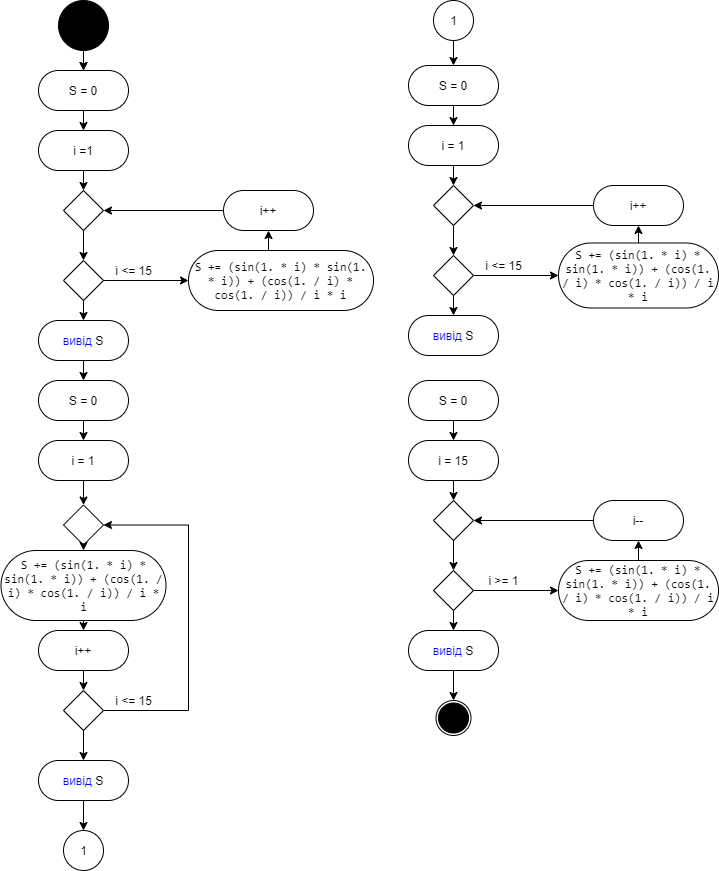 S = 0
i =1
i++
i <= 15
S += (sin(1. * i) * sin(1.
* i)) + (cos(1. / i) *
cos(1. / i)) / i * i
вивід S
S = 0
i = 1
S += (sin(1. * i) *
sin(1. * i)) + (cos(1. /
i) * cos(1. / i)) / i *
i
i++
i <= 15
вивід S
1
1
S = 0
i = 1
i++
i <= 15
S += (sin(1. * i) *
sin(1. * i)) + (cos(1.
/ i) * cos(1. / i)) / i
* i
вивід S
S = 0
i = 15
i--
i >= 1
S += (sin(1. * i) *
sin(1. * i)) + (cos(1.
/ i) * cos(1. / i)) / i
* i
вивід S